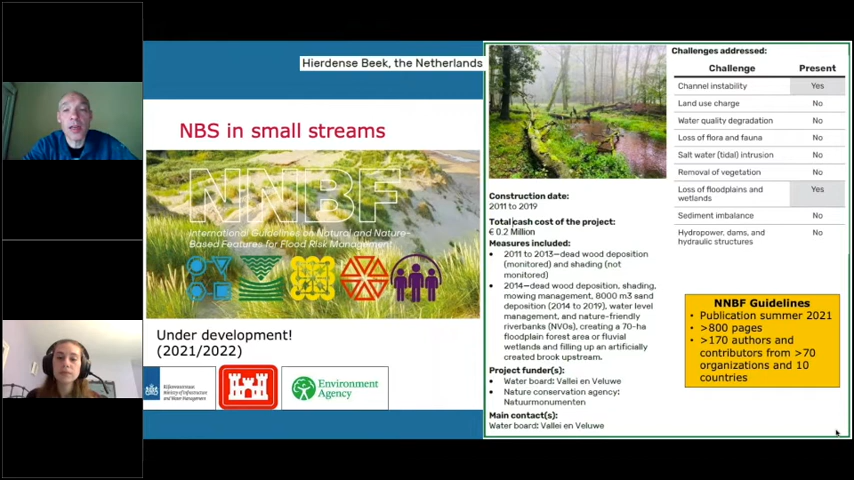 Hierdense Beek, the Netherlands
NBS in small streams
NNBF
International Guidelines on Natural and Nature-
Based Features for Flood Risk Management
Under development!
(2021/2022)
Rijkswaterstaat
Ministry of Infrastructure
and Water Management
Environment
Agency
Construction date:
2011 to 2019
Total cash cost of the project:
€ 0.2 Million
Measures included:
• 2011 to 2013—dead wood deposition
(monitored) and shading (not
monitored)
• 2014—dead wood deposition, shading,
mowing management, 8000 m3 sand
deposition (2014 to 2019), water level
management, and nature-friendly
riverbanks (NVOs), creating a 70-ha
floodplain forest area or fluvial
wetlands and filling up an artificially
created brook upstream.
Project funder(s):
• Water board: Vallei en Veluwe
• Nature conservation agency:
Natuurmonumenten
Main contact(s):
Water board: Vallei en Veluwe
Challenges addressed:
Challenge Present
Channel instability Yes
Land use charge No
Water quality degradation No
Loss of flora and fauna No
Salt water (tidal) intrusion No
Removal of vegetation No
Loss of floodplains and
wetlands Yes
Sediment imbalance No
Hydropower, dams, and
hydraulic structures No
NNBF Guidelines
• Publication summer 2021
• >800 pages
• >170 authors and
contributors from >70
organizations and 10
countries